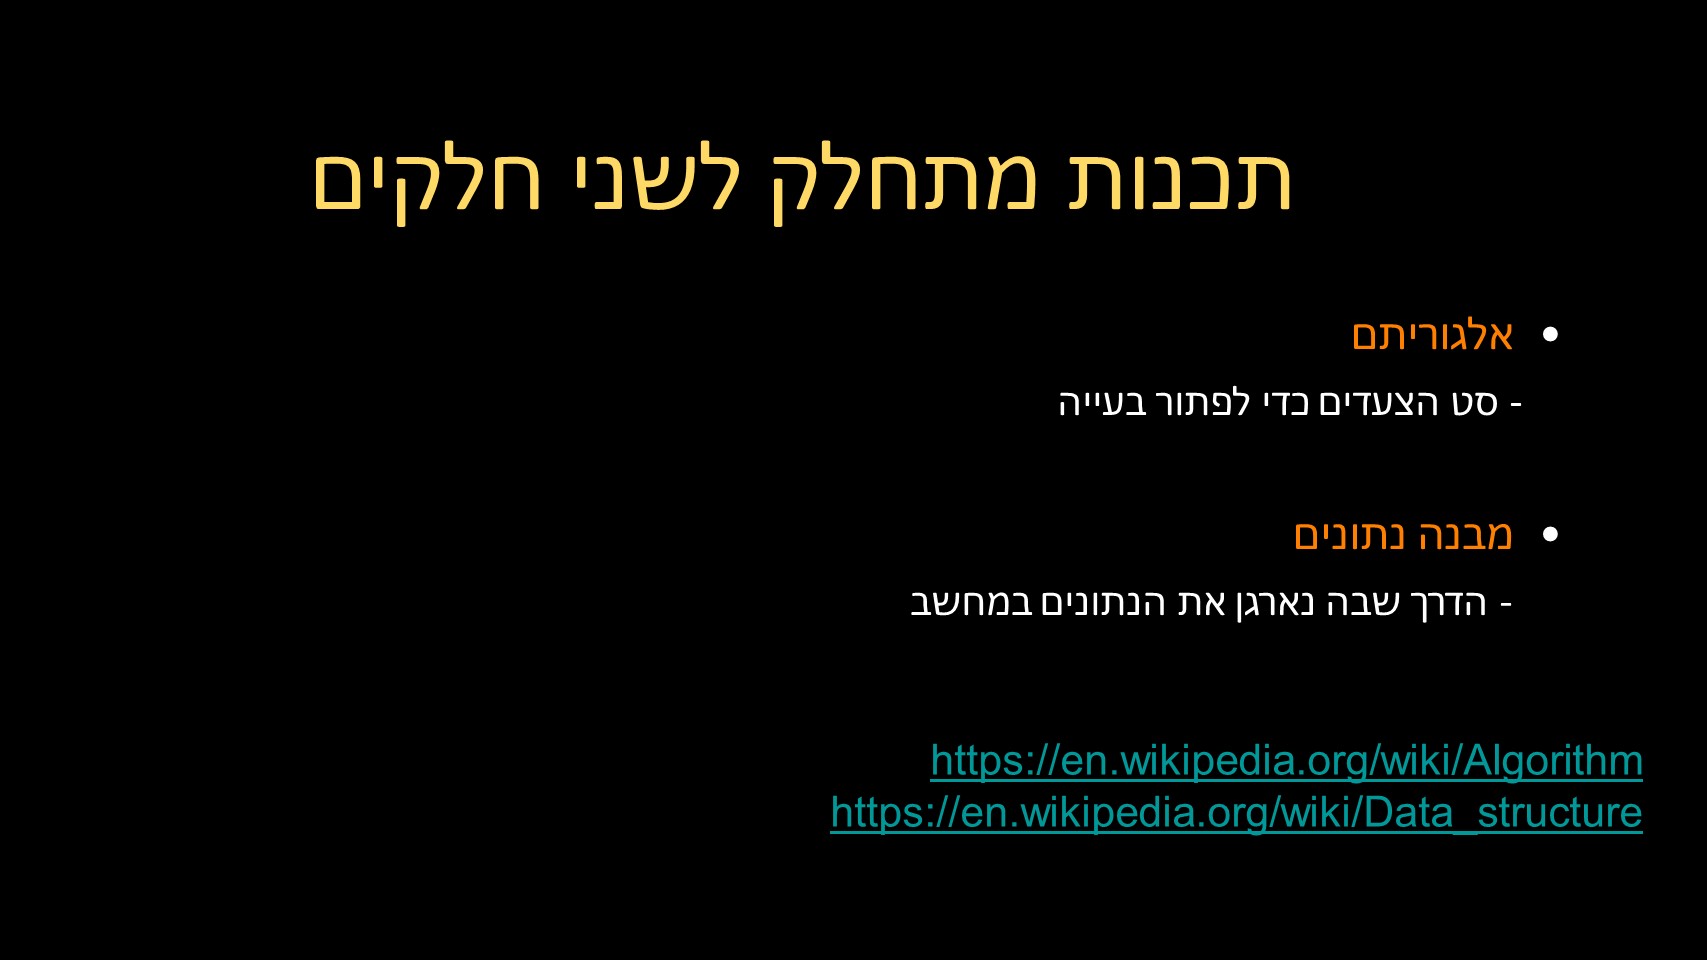 תכנות מתחלק לשני חלקים
• אלגוריתם
- סט הצעדים כדי לפתור בעייה
• מבנה נתונים
- הדרך שבה נארגן את הנתונים במחשב
https://en.wikipedia.org/wiki/Algorithm
https://en.wikipedia.org/wiki/Data_structure